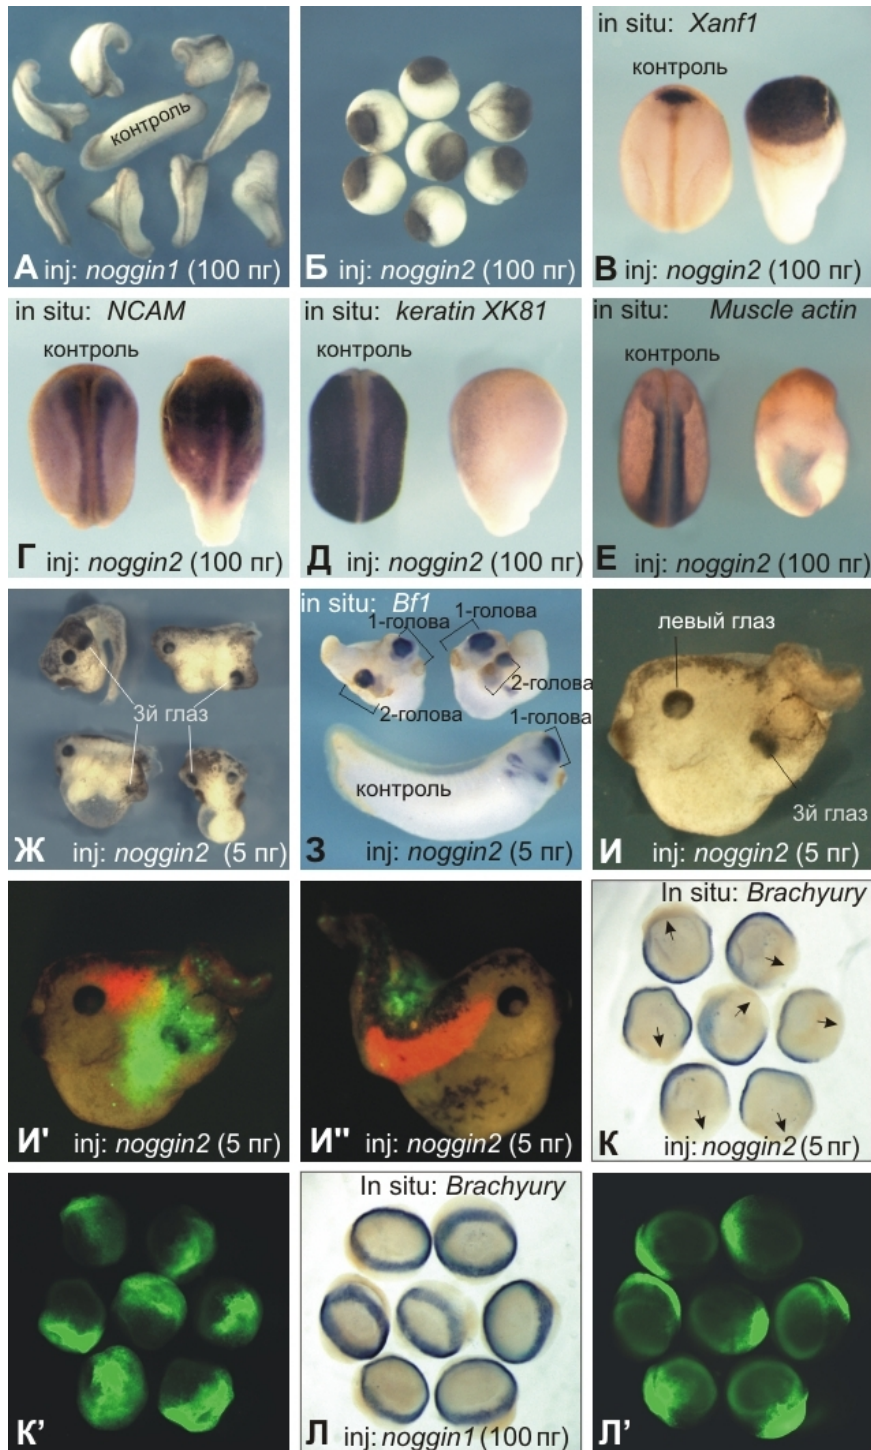 контроль
А inj: noggin1 (100 пг)
Б inj: noggin2 (100 пг)
in situ: Xanf1
контроль
В inj: noggin2 (100 пг)
in situ: NCAM
контроль
Г inj: noggin2 (100 пг)
in situ: keratin XK81
контроль
Д inj: noggin2 (100 пг)
in situ: Muscle actin
контроль
Е inj: noggin2 (100 пг)
3й глаз
Ж inj: noggin2 (5 пг)
in situ: Bf1
1-голова 1-голова
2-голова
2-голова
1-голова
контроль
З inj: noggin2 (5 пг)
левый глаз
3й глаз
И inj: noggin2 (5 пг)
И' inj: noggin2 (5 пг)
И" inj: noggin2 (5 пг)
In situ: Brachyury
К inj: noggin2 (5 пг)
К’
In situ: Brachyury
Л inj: noggin1 (100 пг)
Л’